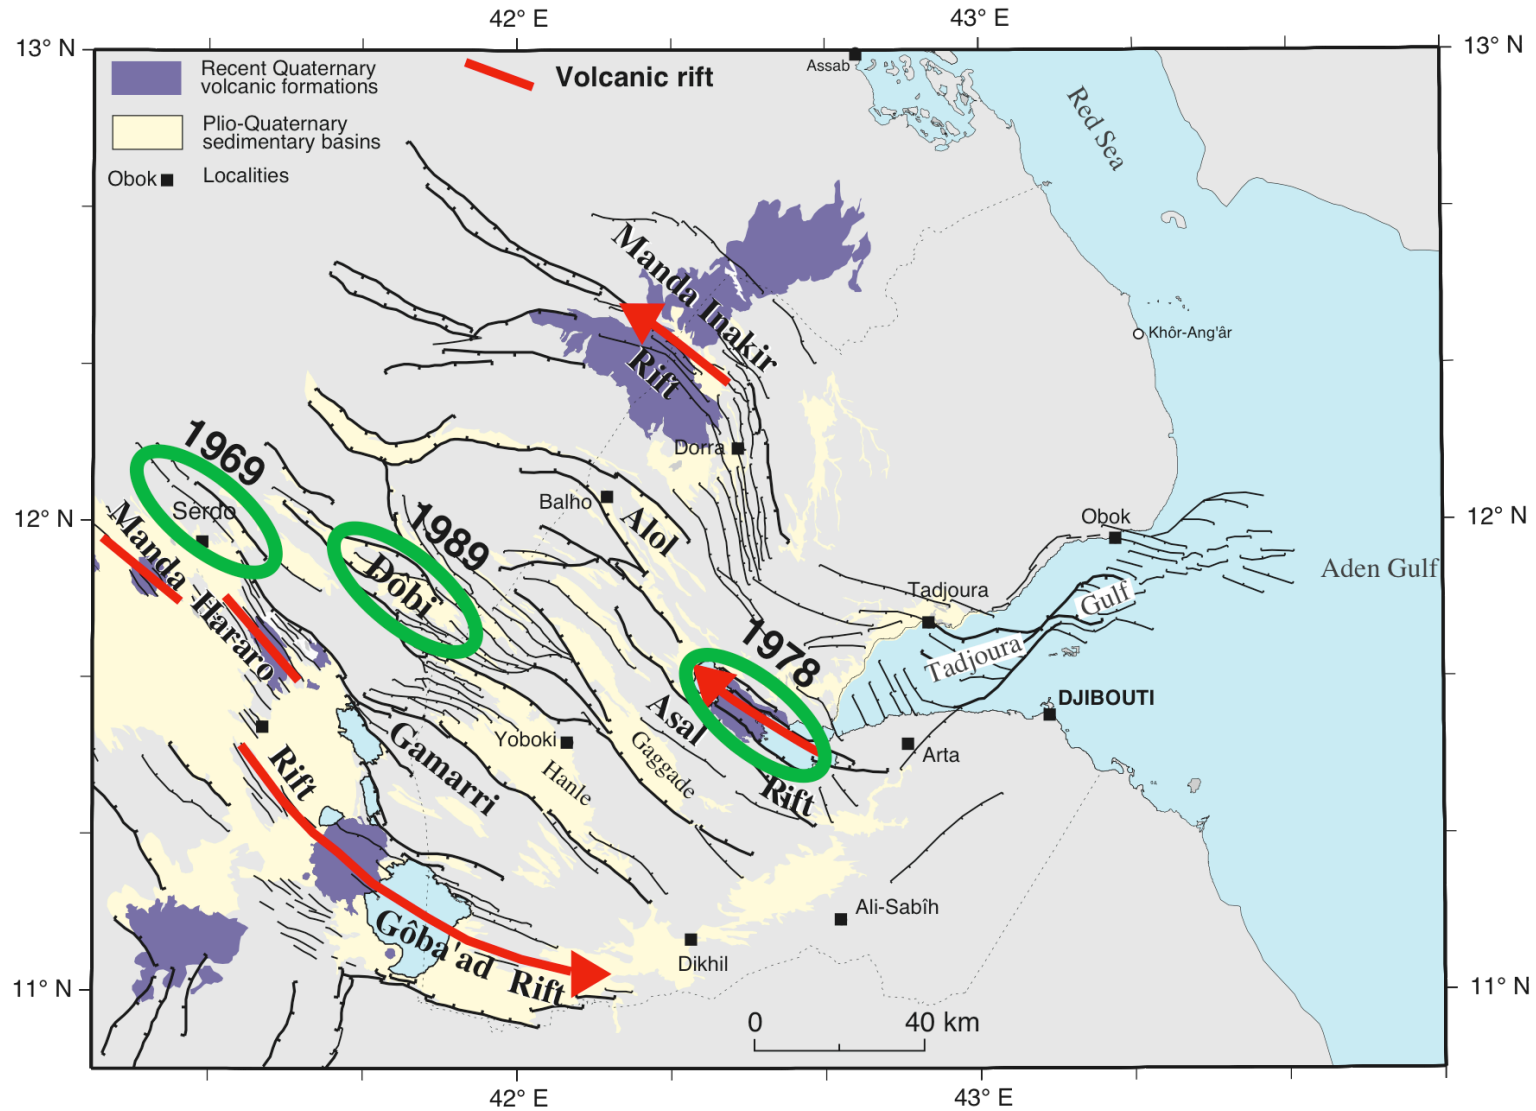 42° E
43° E
13° N
13° N
Recent Quaternary
volcanic formations
Volcanic rift
Plio-Quaternary
sedimentary basins
Obok
Localities
Assab
Red Sea
Manda Inakir
Rift
Khôr-Ang'âr
1969
Sérdo
Dorra
Balho
Alol
1989
Dobi
12° N
12° N
Obok
Aden Gulf
Manda Hararo
Rift
Tadjoura
Tadjoura
Gulf
1978
DJIBOUTI
Asal
Rift
Gamarri
Yoboki
Hanle
Gaggade
Arta
Ali-Sabîh
Gôba'ad Rift
Dikhil
11° N
11° N
0
40 km
42° E
43° E